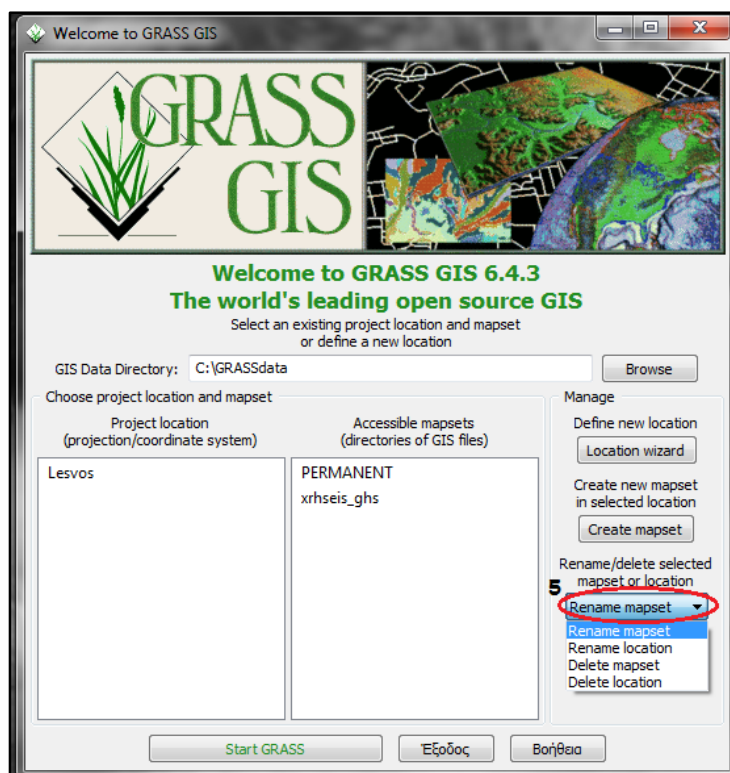 Welcome to GRASS GIS
GRASS
GIS
Welcome to GRASS GIS 6.4.3
The world's leading open source GIS
Select an existing project location and mapset
or define a new location
GIS Data Directory: C:\GRASSdata Browse
Choose project location and mapset
Project location
(projection/coordinate system)
Lesvos
Accessible mapsets
(directories of GIS files)
PERMANENT
xrhseis_ghs
Manage
Define new location
Location wizard
Create new mapset
in selected location
Create mapset
Rename/delete selected
mapset or location
5
Rename mapset
Rename mapset
Rename location
Delete mapset
Delete location
Start GRASS Έξοδος Βοήθεια